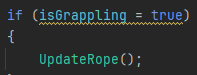 if (isGrappling = true)
{
UpdateRope();